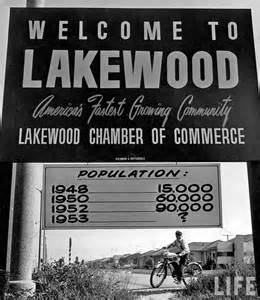 WELCOME TO
LAKEWOOD
America's Fastest Growing Community
LAKEWOOD CHAMBER OF COMMERCE
POPULATION:
1948 15,000
1950 60,000
1952 90,000
1953 ?
LIFE